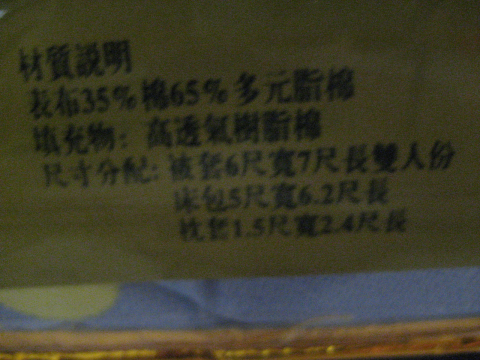 材質說明
表布35%棉65%多元脂棉
填充物：高透氣樹脂棉
尺寸分配：被套6尺寬7尺長雙人份
床包5尺寬6.2尺長
枕套1.5尺寬2.4尺長